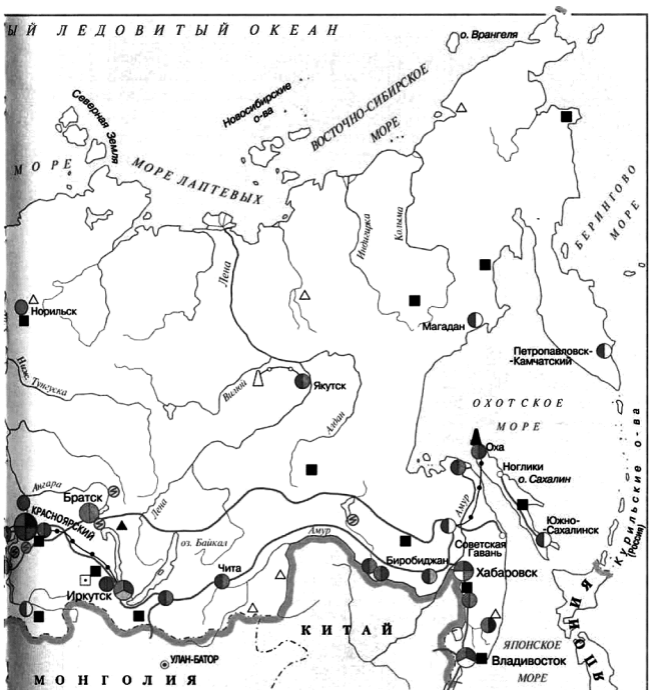 ЫЙ ЛЕДОВИТЫЙ ОКЕАН
о. Врангеля
Северная
Земля
Новосибирские
о-ва
ВОСТОЧНО-СИБИРСКОЕ
МОРЕ
МОРЕ
МОРЕ ЛАПТЕВЫХ
БЕРИНГОВО
МОРЕ
Лена
Индигирка
Колыма
Норильск
Магадан
Петропавловск-
-Камчатский
Ниж. Тунгуска
Вилюй
Якутск
Алдан
ОХОТСКОЕ
МОРЕ
Оха
Ноглики
о. Сахалин
Курильские о-ва
(Россия)
Ангара
Братск
КРАСНОЯРСКИЙ
Лена
Амур
Амур
Южно-
-Сахалинск
оз. Байкал
Советская
Гавань
Чита
Биробиджан
Хабаровск
Иркутск
КИТАЙ
ЯПОНИЯ
УЛАН-БАТОР
ЯПОНСКОЕ
МОРЕ
Владивосток
МОНГОЛИЯ